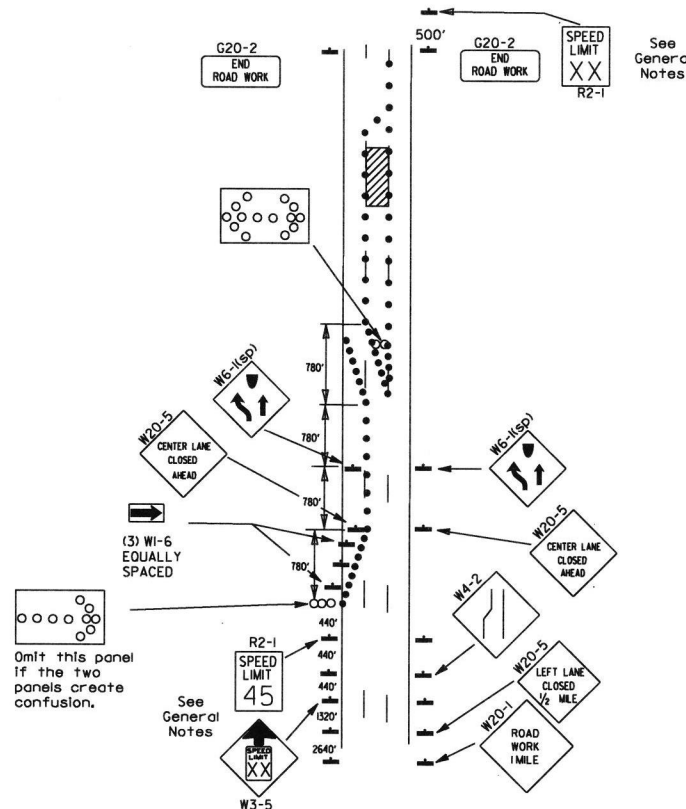 500'
G20-2
END
ROAD WORK
G20-2
END
ROAD WORK
SPEED
LIMIT
XX
R2-1
See
General
Notes
780'
W6-1(sp)
W20-5
CENTER LANE
CLOSED
AHEAD
780'
W6-1(sp)
780'
(3) W1-6
EQUALLY
SPACED
780'
W20-5
CENTER LANE
CLOSED
AHEAD
Omit this panel
if the two
panels create
confusion.
440'
R2-1
SPEED
LIMIT
45
440'
W4-2
See
General
Notes
440'
1320'
W20-5
LEFT LANE
CLOSED
1/2 MILE
SPEED
LIMIT
XX
W3-5
2640'
W20-1
ROAD
WORK
1 MILE